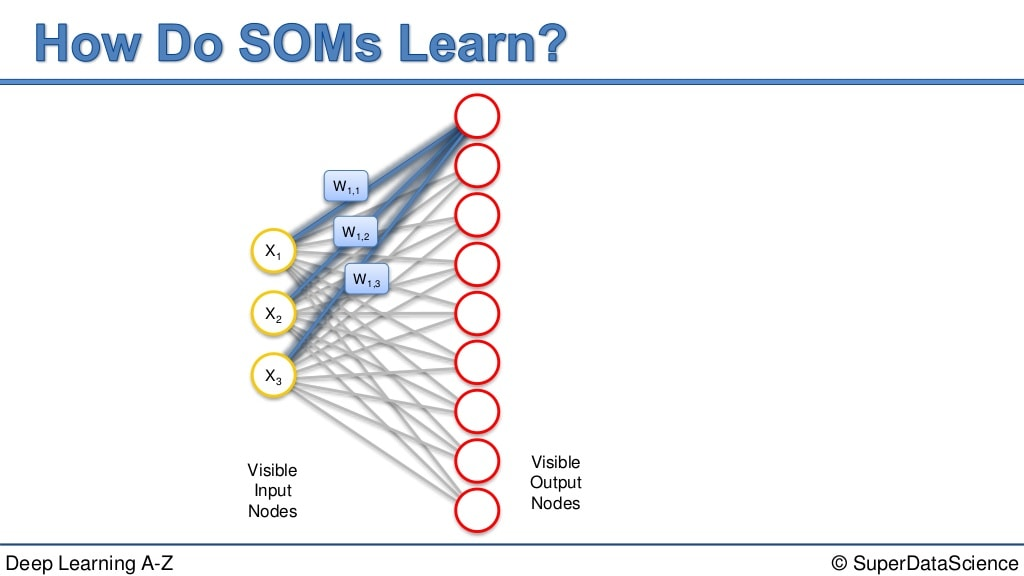 How Do SOMs Learn?
W1,1
W1,2
W1,3
X1
X2
X3
Visible
Input
Nodes
Visible
Output
Nodes
Deep Learning A-Z
© SuperDataScience